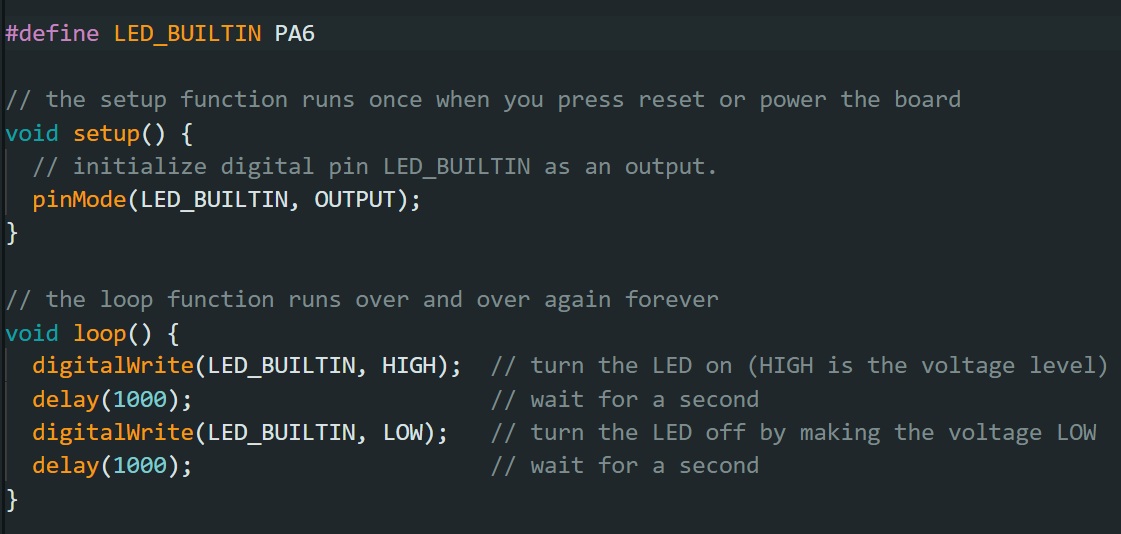 #define LED_BUILTIN PA6
// the setup function runs once when you press reset or power the board
void setup() {
  // initialize digital pin LED_BUILTIN as an output.
  pinMode(LED_BUILTIN, OUTPUT);
}
// the loop function runs over and over again forever
void loop() {
  digitalWrite(LED_BUILTIN, HIGH);  // turn the LED on (HIGH is the voltage level)
  delay(1000);                      // wait for a second
  digitalWrite(LED_BUILTIN, LOW);   // turn the LED off by making the voltage LOW
  delay(1000);                      // wait for a second
}